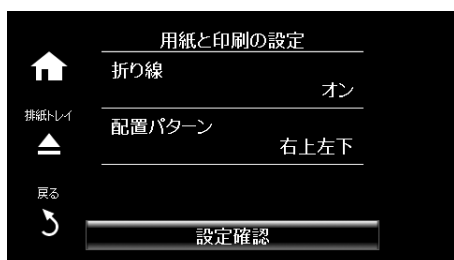 用紙と印刷の設定
折り線
オン
排紙トレイ
配置パターン
右上左下
戻る
設定確認